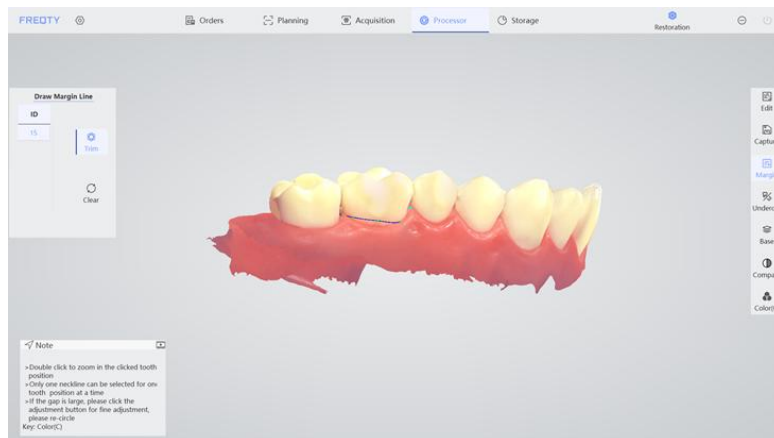 FREQTY
Orders
Planning
Acquisition
Processor
Storage
Restoration
Draw Margin Line
ID
15
Trim
Clear
Edit
Captu
Margi
Underc
Base
Compa
Color(
Note
»Double click to zoom in the clicked tooth
position
»Only one neckline can be selected for one
tooth position at a time
»If the gap is large, please click the
adjustment button for fine adjustment,
please re-circle
Key: Color(C)